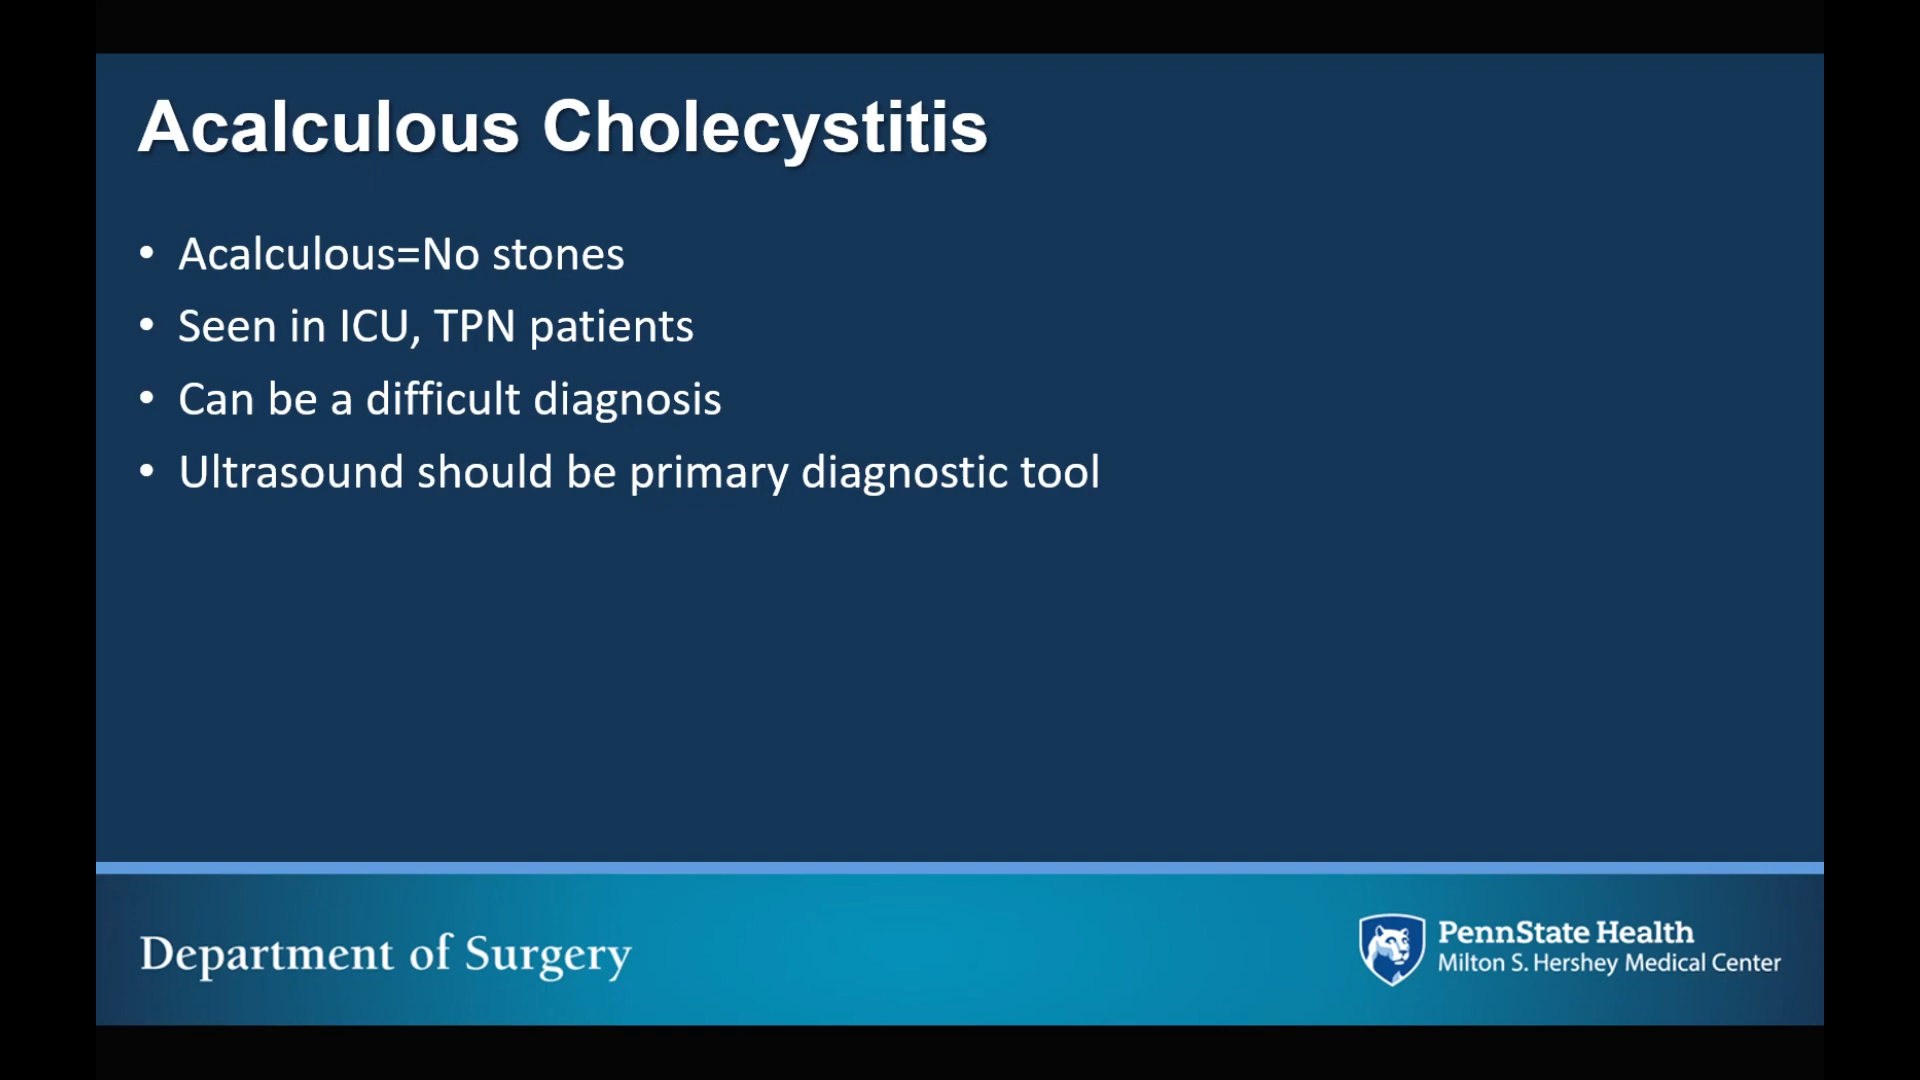 Acalculous Cholecystitis
• Acalculous=No stones
• Seen in ICU, TPN patients
• Can be a difficult diagnosis
• Ultrasound should be primary diagnostic tool
Department of Surgery
PennState Health
Milton S. Hershey Medical Center